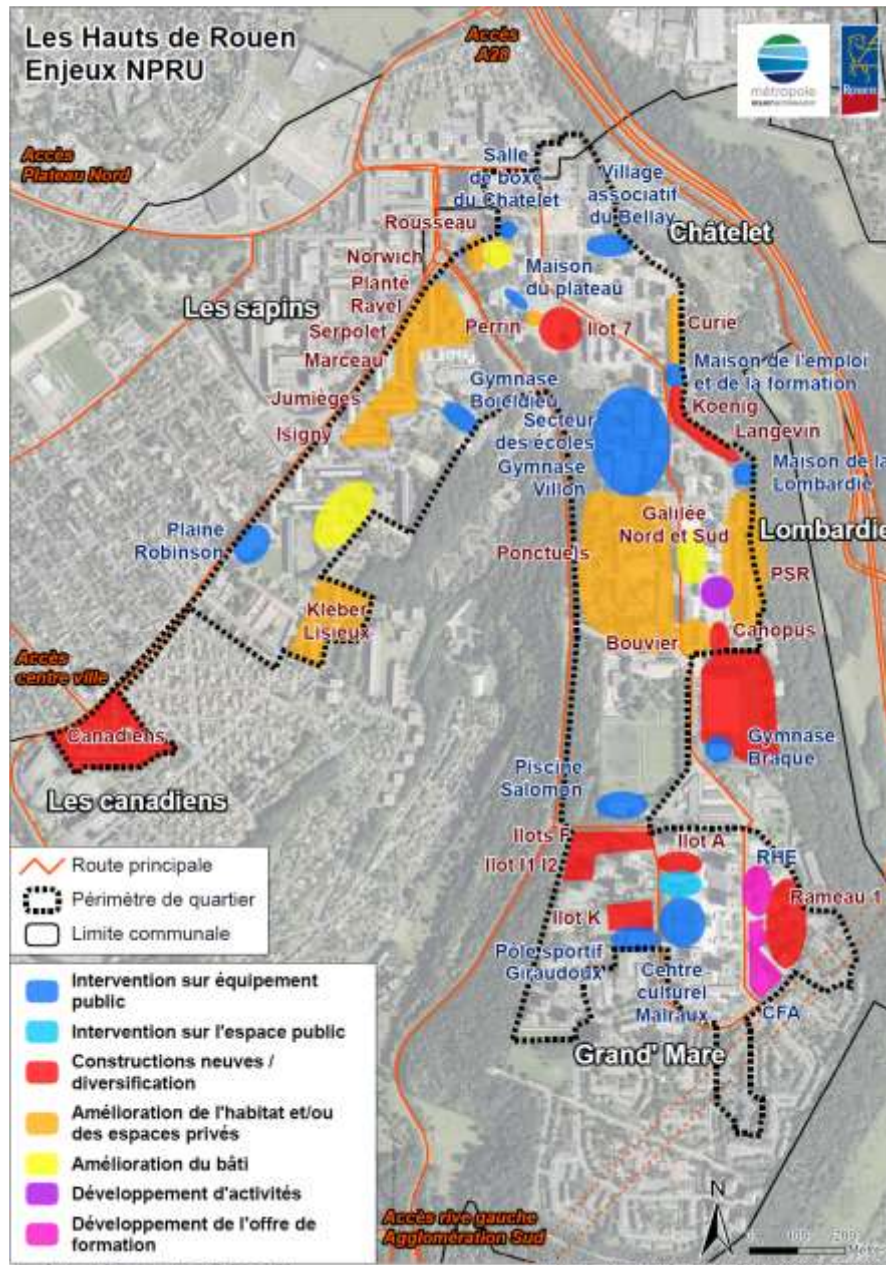 Les Hauts de Rouen
Enjeux NPRU
Accès
A28
métropole
ROUEN
Accès
Plateau Nord
Salle
de boxe
du Chatelet
Village
associatif
du Bellay
Châtelet
Rousseau
Norwich
Planté
Ravel
Maison
du plateau
Les sapins
Serpolet
Perrin
Ilot 7
Curie
Marceau
Maison de l'emploi
et de la formation
Jumièges
Isigny
Gymnase
Boieldieu
Koenig
Secteur
des écoles
Langevin
Gymnase
Villon
Maison de la
Lombardie
Plaine
Robinson
Galilée
Nord et Sud
Lombardie
Ponctuels
PSR
Kleber
Lisieux
Bouvier
Canopus
Accès
centre ville
Canadiens
Gymnase
Braque
Les canadiens
Piscine
Salomon
Ilots F
Ilot A
Ilot I1 I2
RHE
Rameau 1
Ilot K
Pôle sportif
Giraudoux
Centre
culturel
Malraux
CFA
Grand' Mare
Route principale
Périmètre de quartier
Limite communale
Intervention sur équipement
public
Intervention sur l'espace public
Constructions neuves /
diversification
Amélioration de l'habitat et/ou
des espaces privés
Amélioration du bâti
Développement d'activités
Développement de l'offre de
formation
Accès rive gauche
Agglomération Sud
N
0 100 200